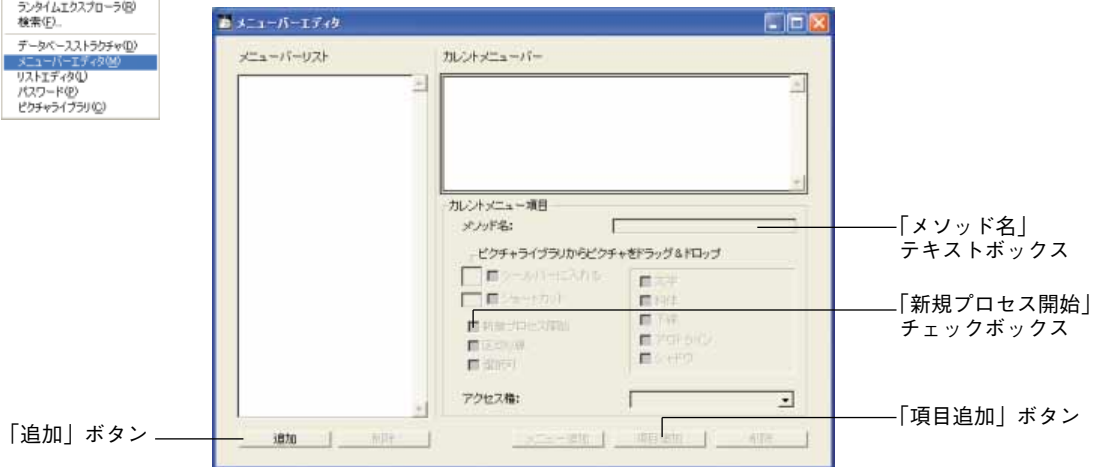 ランタイムエクスプローラ(R)
検索(F)...
データベースストラクチャ(D)
メニューバーエディタ(M)
リストエディタ(L)
パスワード(P)
ピクチャライブラリ(C)
メニューバーエディタ
メニューバーリスト
カレントメニューバー
カレントメニュー項目
メソッド名:
ピクチャライブラリからピクチャをドラッグ&ドロップ
ツールバーに入れる
ショートカット
新規プロセス開始
区切り線
選択可
太字
斜体
下線
アウトライン
シャドウ
アクセス権:
追加
削除
メニュー追加
項目追加
削除
「メソッド名」
テキストボックス
「新規プロセス開始」
チェックボックス
「項目追加」ボタン
「追加」ボタン